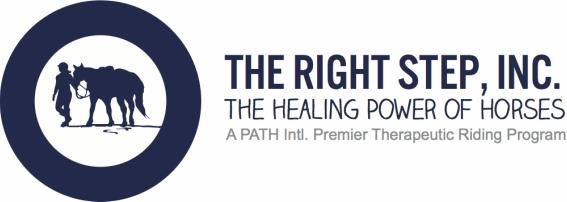 THE RIGHT STEP, INC.
THE HEALING POWER OF HORSES
A PATH Intl. Premier Therapeutic Riding Program